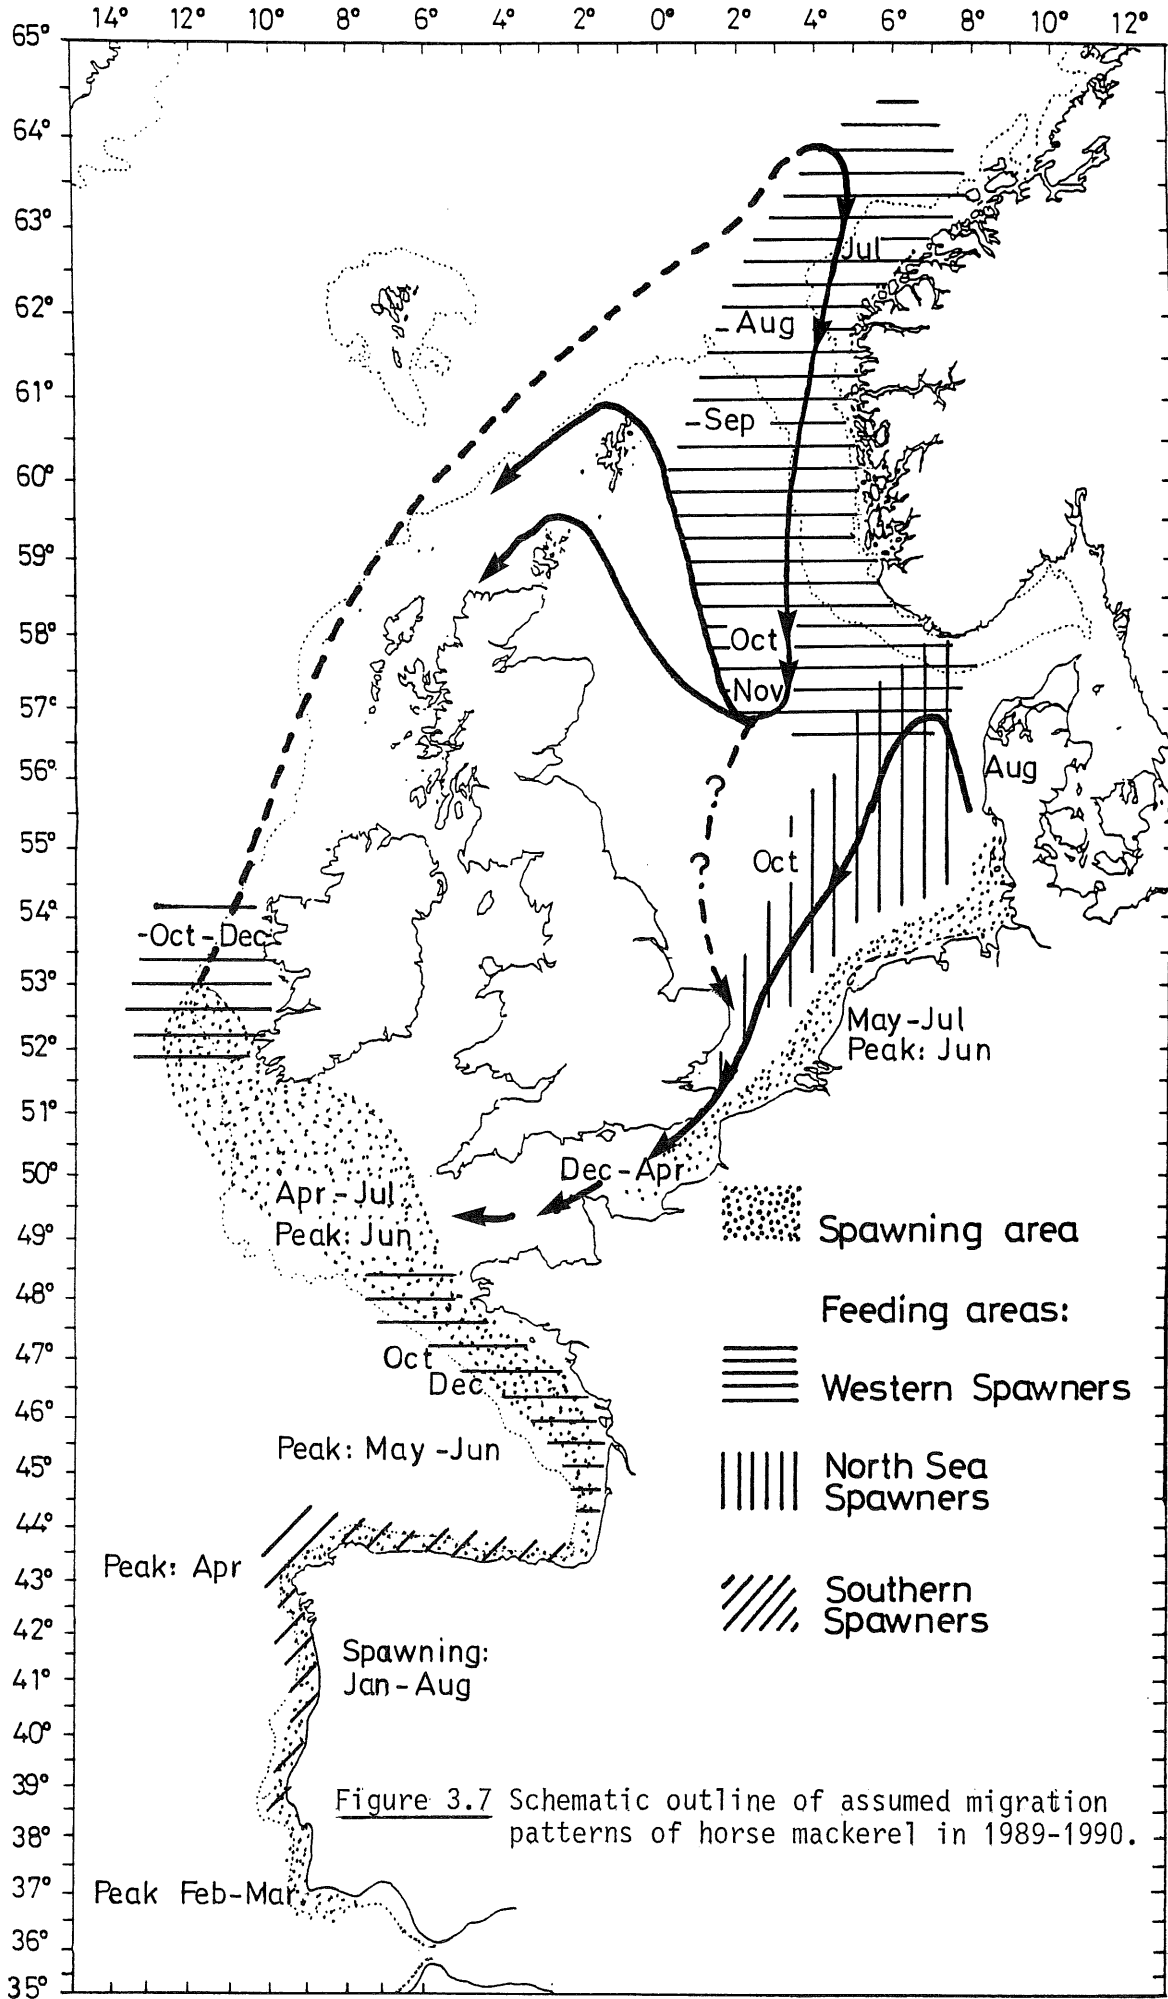 14° 12° 10° 8° 6° 4° 2° 0° 2° 4° 6° 8° 10° 12°
65°
64°
63°
62°
61°
60°
59°
58°
57°
56°
55°
54°
53°
52°
51°
50°
49°
48°
47°
46°
45°
44°
43°
42°
41°
40°
39°
38°
37°
36°
35°
Jul
Aug
Sep
Oct
Nov
Aug
?
?
Oct
Oct-Dec
May-Jul
Peak: Jun
Dec-Apr
Apr-Jul
Peak: Jun
Spawning area
Feeding areas:
Oct
Dec
Western Spawners
Peak: May-Jun
North Sea
Spawners
Peak: Apr
Southern
Spawners
Spawning:
Jan-Aug
Figure 3.7 Schematic outline of assumed migration
patterns of horse mackerel in 1989-1990.
Peak Feb-Mar